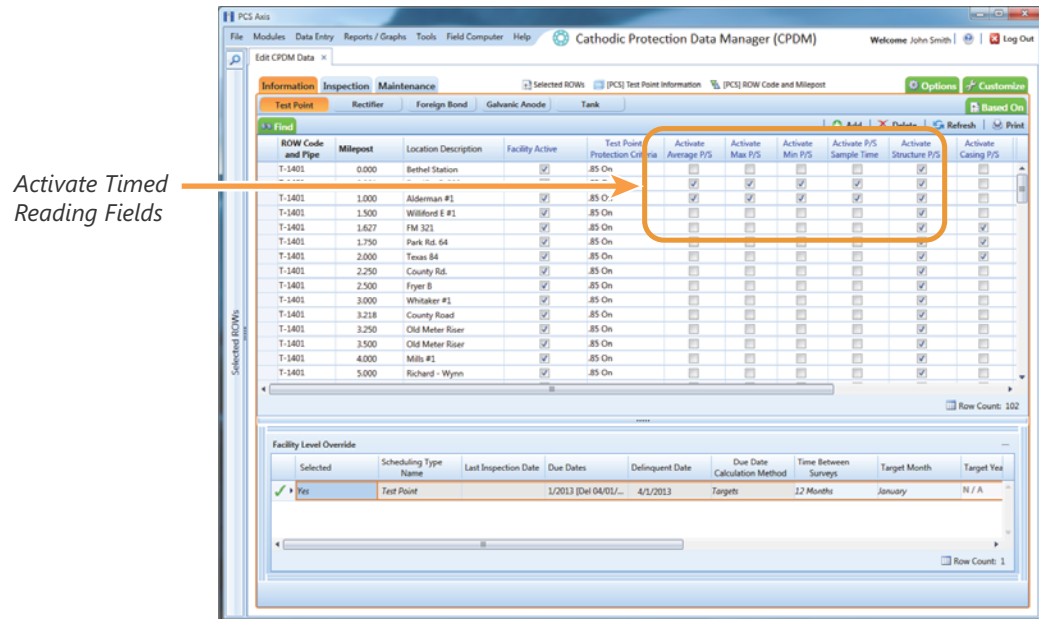 PCS Axis
File Modules Data Entry Reports / Graphs Tools Field Computer Help Cathodic Protection Data Manager (CPDM) Welcome John Smith Log Out
Edit CPDM Data ×
Information Inspection Maintenance Selected ROWs [PCS] Test Point Information [PCS] ROW Code and Milepost Options Customize
Test Point Rectifier Foreign Bond Galvanic Anode Tank Based On
Find Add Delete Refresh Print
ROW Code and Pipe Milepost Location Description Facility Active Test Point Protection Criteria Activate Average P/S Activate Max P/S Activate Min P/S Activate P/S Sample Time Activate Structure P/S Activate Casing P/S
T-1401 0.000 Bethel Station .85 On
Activate Timed
Reading Fields
T-1401 1.000 Alderman #1 .85 O
T-1401 1.500 Williford E #1 .85 On
T-1401 1.627 FM 321 .85 On
T-1401 1.750 Park Rd. 64 .85 On
T-1401 2.000 Texas 84 .85 On
T-1401 2.250 County Rd. .85 On
T-1401 2.500 Fryer B .85 On
T-1401 3.000 Whitaker #1 .85 On
T-1401 3.218 County Road .85 On
T-1401 3.250 Old Meter Riser .85 On
T-1401 3.500 Old Meter Riser .85 On
T-1401 4.000 Mills #1 .85 On
T-1401 5.000 Richard - Wynn .85 On
Selected ROWs
Row Count: 102
Facility Level Override
Selected Scheduling Type Name Last Inspection Date Due Dates Delinquent Date Due Date Calculation Method Time Between Surveys Target Month Target Yea
Yes Test Point 1/2013 [Del 04/01/... 4/1/2013 Targets 12 Months January N / A
Row Count: 1